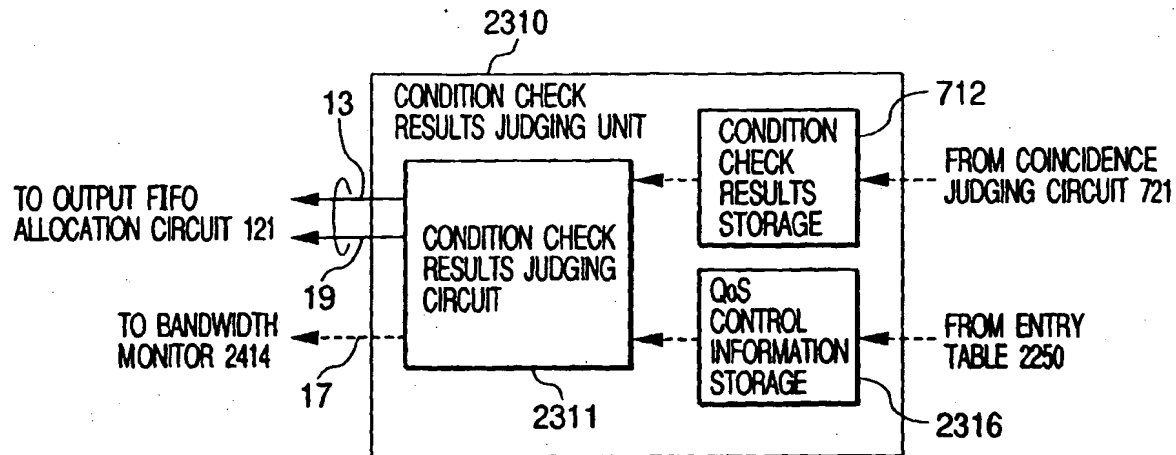 2310
CONDITION CHECK
RESULTS JUDGING UNIT
13
712
CONDITION
CHECK
RESULTS
STORAGE
FROM COINCIDENCE
JUDGING CIRCUIT 721
TO OUTPUT FIFO
ALLOCATION CIRCUIT 121
19
CONDITION CHECK
RESULTS JUDGING
CIRCUIT
TO BANDWIDTH
MONITOR 2414
17
2311
QoS
CONTROL
INFORMATION
STORAGE
FROM ENTRY
TABLE 2250
2316